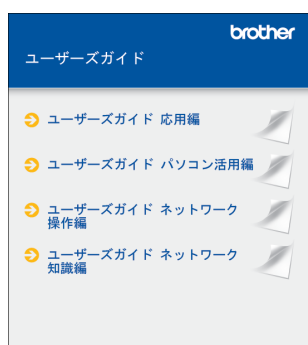 brother
ユーザーズガイド
ユーザーズガイド 応用編
ユーザーズガイド パソコン活用編
ユーザーズガイド ネットワーク
操作編
ユーザーズガイド ネットワーク
知識編